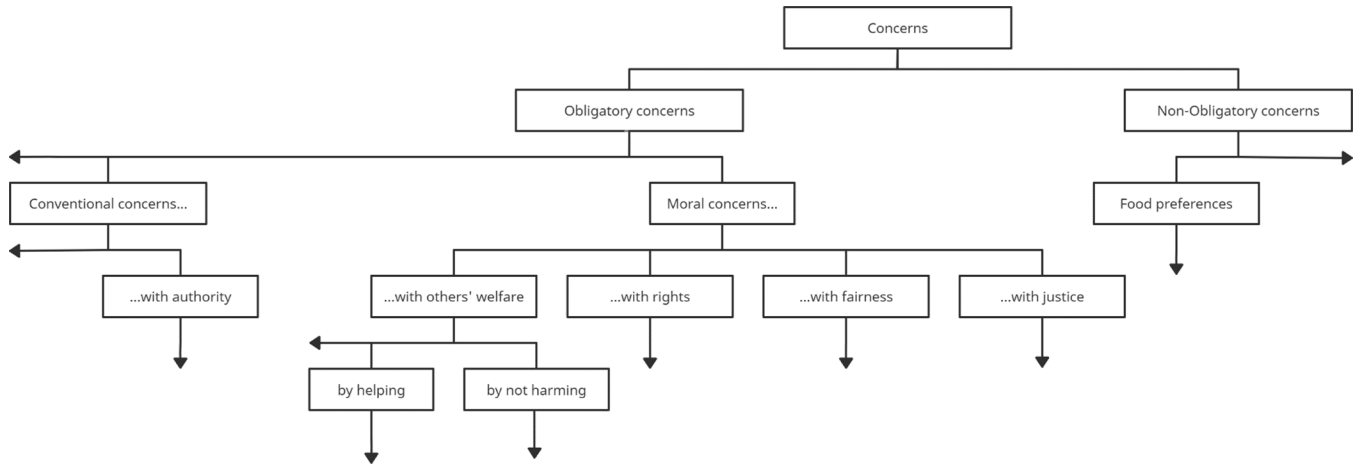 Concerns
Obligatory concerns
Non-Obligatory concerns
Conventional concerns...
Moral concerns...
Food preferences
...with authority
...with others' welfare
...with rights
...with fairness
...with justice
by helping
by not harming